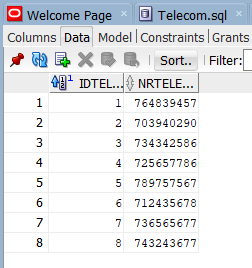 Welcome Page Telecom.sql
Columns Data Model Constraints Grants
Sort.. Filter:
IDTEL... NRTELE...
1 1 764839457
2 2 703940290
3 3 734342586
4 4 725657786
5 5 789757567
6 6 712435678
7 7 736565677
8 8 743243677